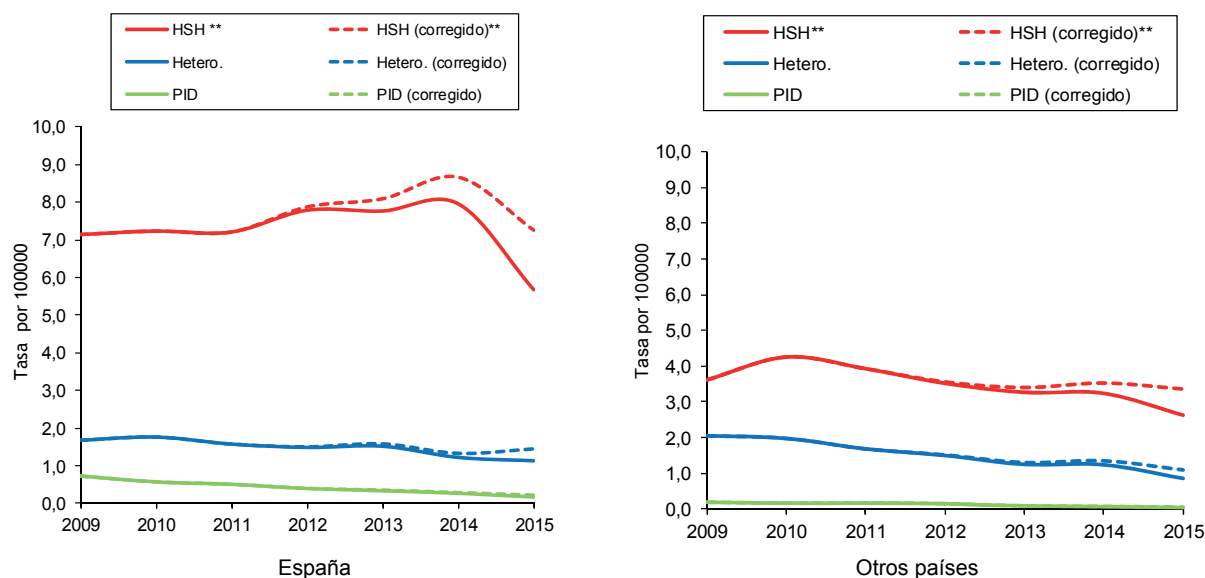 HSH ** HSH (corregido)**
Hetero. Hetero. (corregido)
PID PID (corregido)
10,0
9,0
8,0
7,0
6,0
5,0
4,0
3,0
2,0
1,0
0,0
Tasa por 100000
2009 2010 2011 2012 2013 2014 2015
España
HSH** HSH (corregido)**
Hetero. Hetero. (corregido)
PID PID (corregido)
10,0
9,0
8,0
7,0
6,0
5,0
4,0
3,0
2,0
1,0
0,0
Tasa por 100000
2009 2010 2011 2012 2013 2014 2015
Otros países